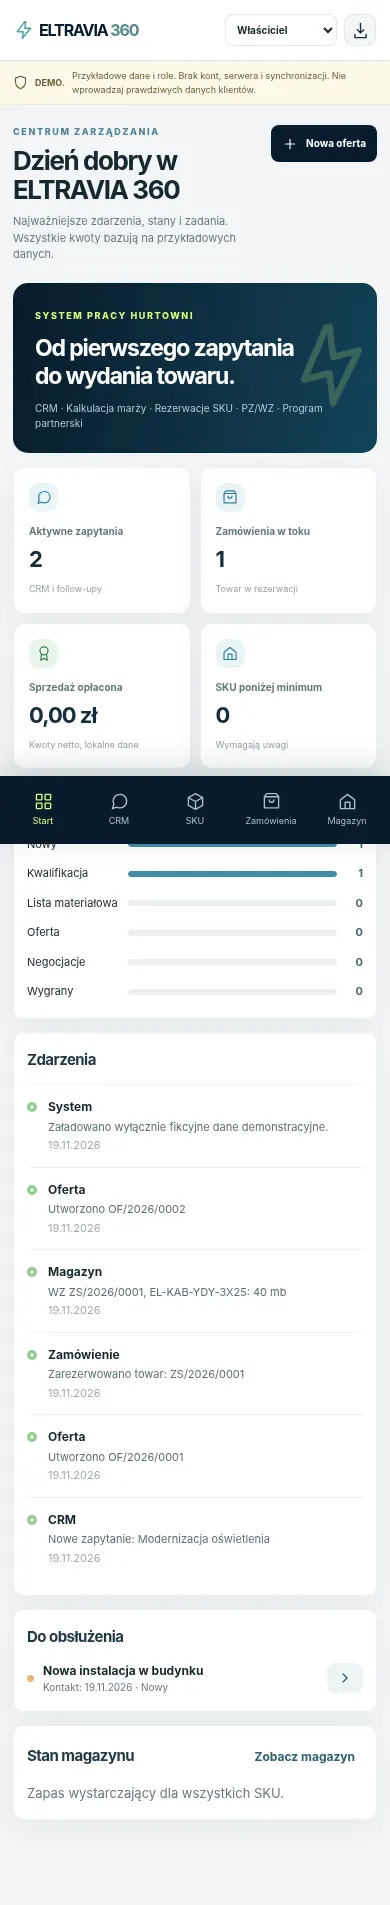 ELTRAVIA 360
Właściciel
DEMO.
Przykładowe dane i role. Brak kont, serwera i synchronizacji. Nie
wprowadzaj prawdziwych danych klientów.
CENTRUM ZARZĄDZANIA
Dzień dobry w
ELTRAVIA 360
Nowa oferta
Najważniejsze zdarzenia, stany i zadania.
Wszystkie kwoty bazują na przykładowych
danych.
SYSTEM PRACY HURTOWNI
Od pierwszego zapytania
do wydania towaru.
CRM · Kalkulacja marży · Rezerwacje SKU · PZ/WZ · Program
partnerski
Aktywne zapytania
2
CRM i follow-upy
Zamówienia w toku
1
Towar w rezerwacji
Sprzedaż opłacona
0,00 zł
Kwoty netto, lokalne dane
SKU poniżej minimum
0
Wymagają uwagi
Start
CRM
SKU
Zamówienia
Magazyn
Nowy 1
Kwalifikacja 1
Lista materiałowa 0
Oferta 0
Negocjacje 0
Wygrany 0
Zdarzenia
System
Załadowano wyłącznie fikcyjne dane demonstracyjne.
19.11.2026
Oferta
Utworzono OF/2026/0002
19.11.2026
Magazyn
WZ ZS/2026/0001, EL-KAB-YDY-3X25: 40 mb
19.11.2026
Zamówienie
Zarezerwowano towar: ZS/2026/0001
19.11.2026
Oferta
Utworzono OF/2026/0001
19.11.2026
CRM
Nowe zapytanie: Modernizacja oświetlenia
19.11.2026
Do obsłużenia
Nowa instalacja w budynku
Kontakt: 19.11.2026 · Nowy
Stan magazynu
Zobacz magazyn
Zapas wystarczający dla wszystkich SKU.